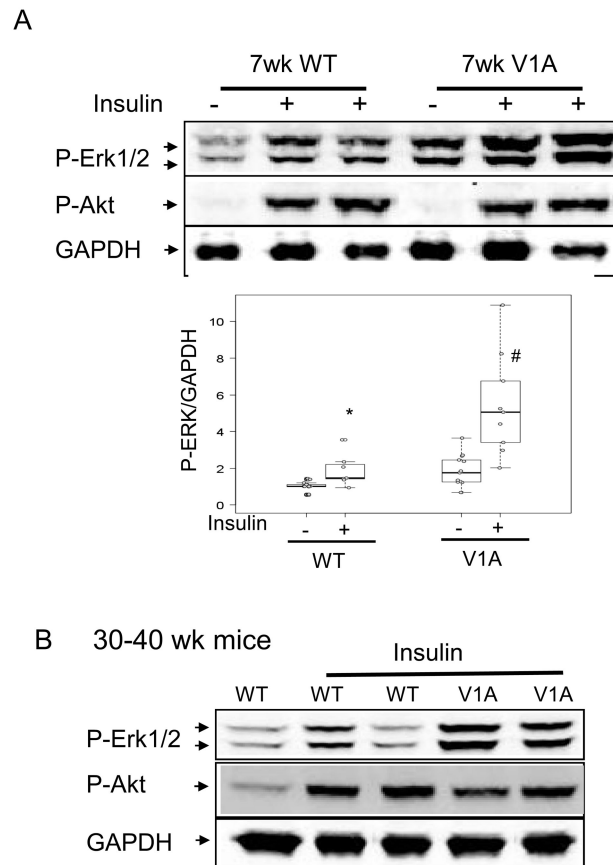 A
7wk WT 7wk V1A
Insulin - + + - + +
P-Erk1/2
P-Akt
GAPDH
P-ERK/GAPDH
10
8
6
4
2
0
*
#
Insulin - + - +
WT V1A
B 30-40 wk mice
Insulin
WT WT WT V1A V1A
P-Erk1/2
P-Akt
GAPDH